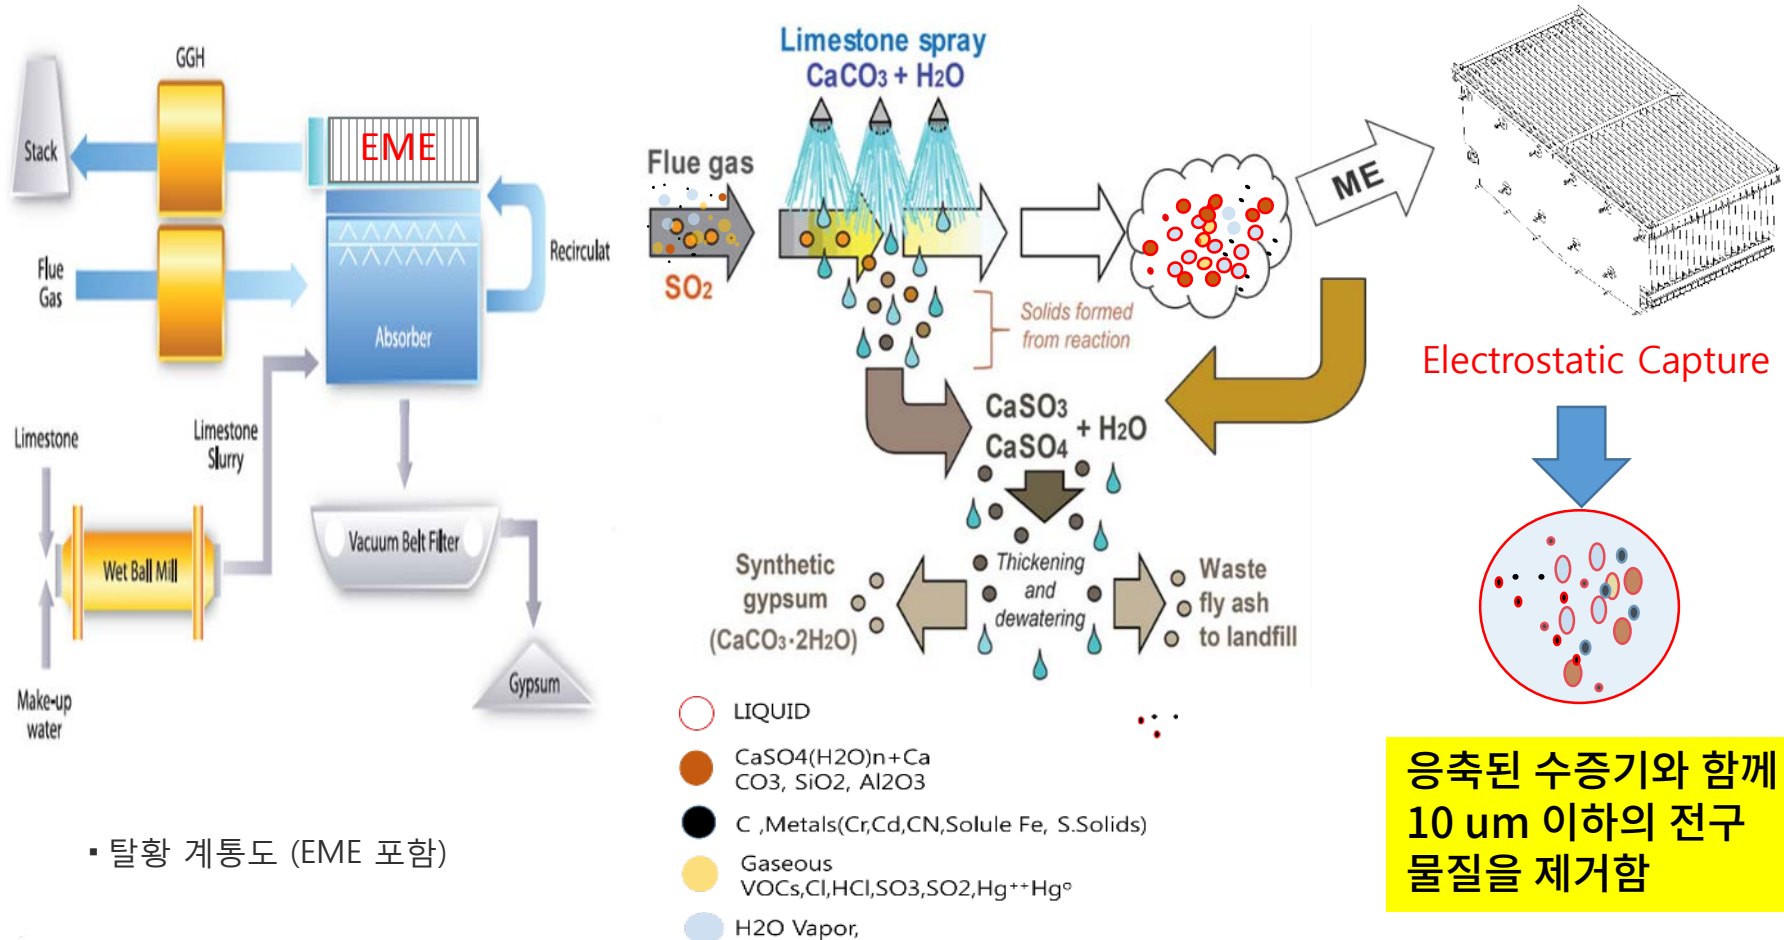 GGH
Stack
EME
Flue
Gas
Recirculat
Absorber
Limestone
Limestone
Slurry
Wet Ball Mill
Vacuum Belt Filter
Make-up
water
Gypsum
▪ 탈황 계통도 (EME 포함)
Limestone spray
CaCO3 + H2O
Flue gas
SO2
Solids formed
from reaction
CaSO3
CaSO4
+ H2O
Synthetic
gypsum
(CaCO3·2H2O)
Thickening
and
dewatering
Waste
fly ash
to landfill
LIQUID
CaSO4(H2O)n+Ca
CO3, SiO2, Al2O3
C ,Metals(Cr,Cd,CN,Solule Fe, S.Solids)
Gaseous
VOCs,Cl,HCl,SO3,SO2,Hg⁺⁺Hg⁰
H2O Vapor,
ME
Electrostatic Capture
응축된 수증기와 함께
10 um 이하의 전구
물질을 제거함